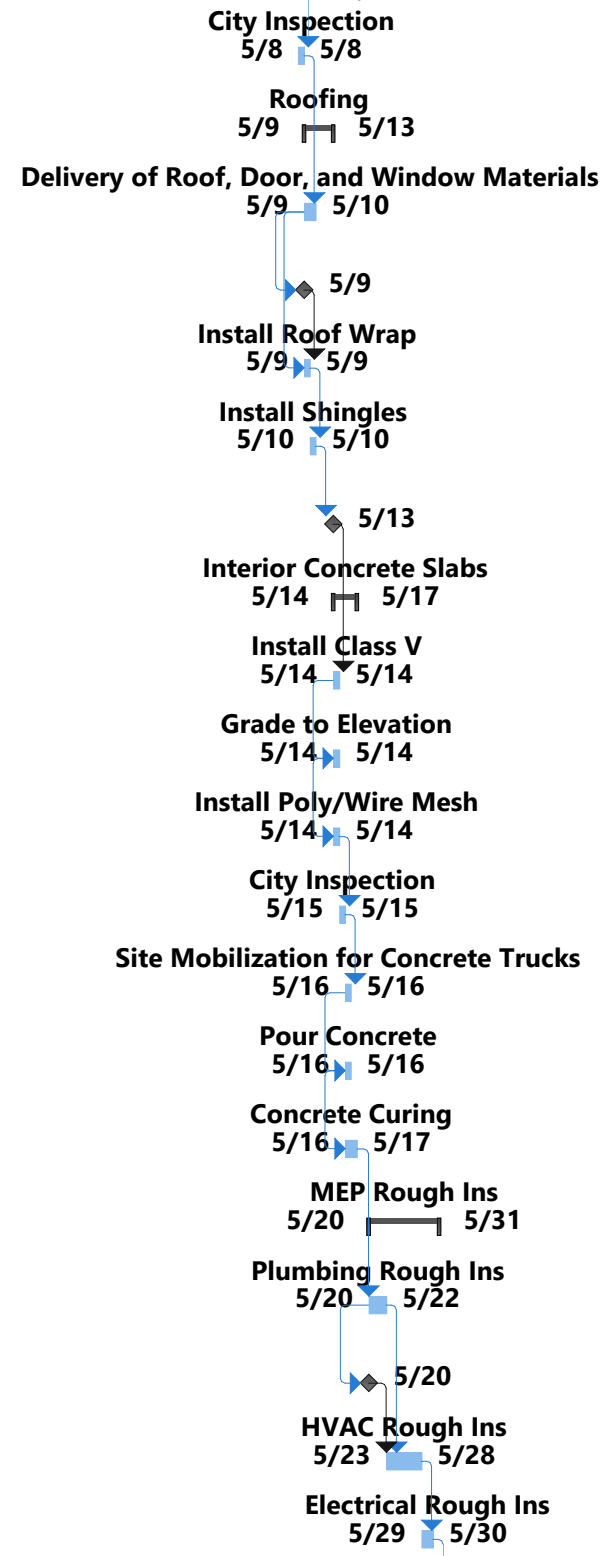 City Inspection
5/8 5/8
Roofing
5/9 5/13
Delivery of Roof, Door, and Window Materials
5/9 5/10
5/9
Install Roof Wrap
5/9 5/9
Install Shingles
5/10 5/10
5/13
Interior Concrete Slabs
5/14 5/17
Install Class V
5/14 5/14
Grade to Elevation
5/14 5/14
Install Poly/Wire Mesh
5/14 5/14
City Inspection
5/15 5/15
Site Mobilization for Concrete Trucks
5/16 5/16
Pour Concrete
5/16 5/16
Concrete Curing
5/16 5/17
MEP Rough Ins
5/20 5/31
Plumbing Rough Ins
5/20 5/22
5/20
HVAC Rough Ins
5/23 5/28
Electrical Rough Ins
5/29 5/30